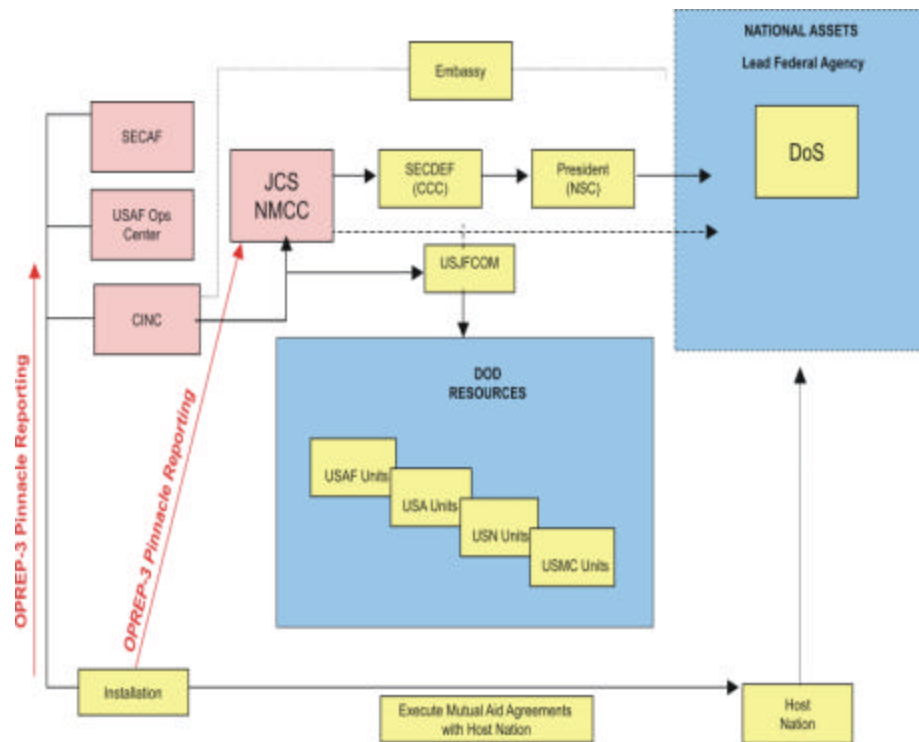 NATIONAL ASSETS
Lead Federal Agency
DoS
Embassy
SECAF
USAF Ops
Center
CINC
JCS
NMCC
SECDEF
(CCC)
President
(NSC)
USJFCOM
DOD
RESOURCES
USAF Units
USA Units
USN Units
USMC Units
OPREP-3 Pinnacle Reporting
OPREP-3 Pinnacle Reporting
Installation
Execute Mutual Aid Agreements
with Host Nation
Host
Nation